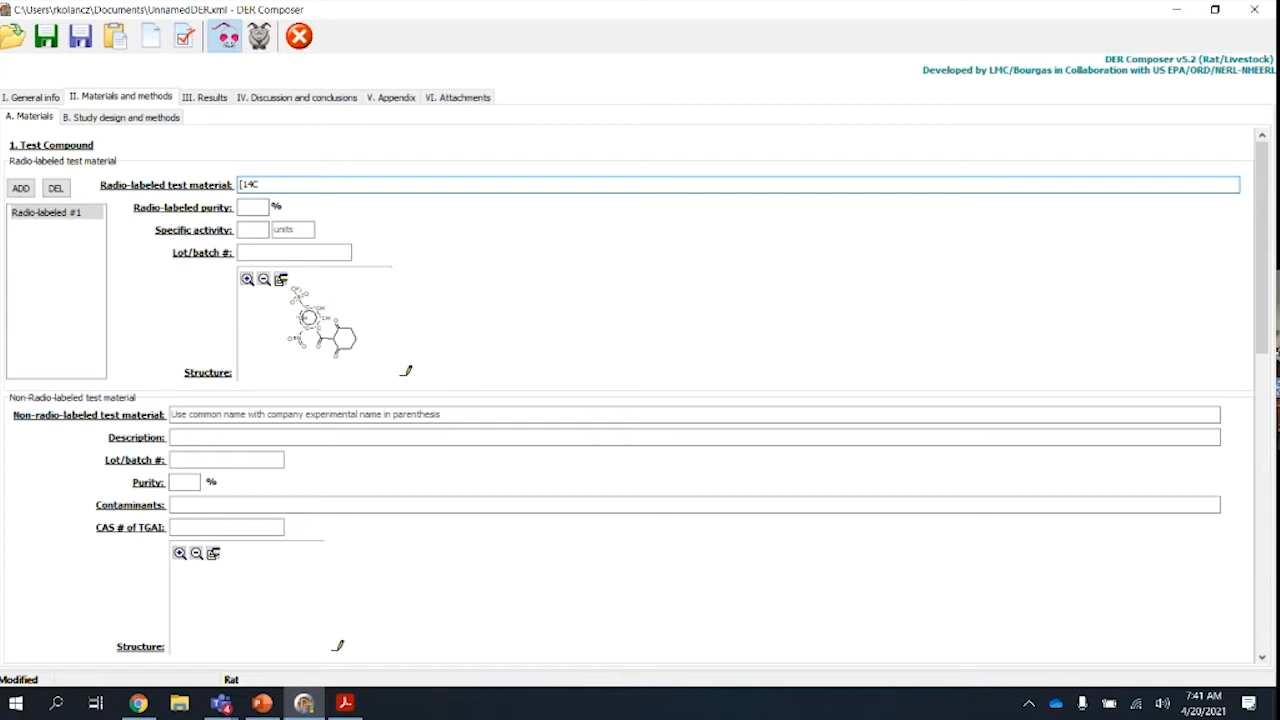 C:\Users\rkolancz\Documents\UnnamedDER.xml - DER Composer
DER Composer v5.2 (Rat/Livestock)
Developed by LMC/Bourgas in Collaboration with US EPA/ORD/NERL-NHEERL
I. General info II. Materials and methods III. Results IV. Discussion and conclusions V. Appendix VI. Attachments
A. Materials B. Study design and methods
1. Test Compound
Radio-labeled test material
ADD DEL Radio-labeled test material: [14C
Radio-labeled #1 Radio-labeled purity: %
Specific activity: units
Lot/batch #:
Structure:
Non-Radio-labeled test material
Non-radio-labeled test material: Use common name with company experimental name in parenthesis
Description:
Lot/batch #:
Purity: %
Contaminants:
CAS # of TGAI:
Structure:
Modified Rat
7:41 AM
4/20/2021